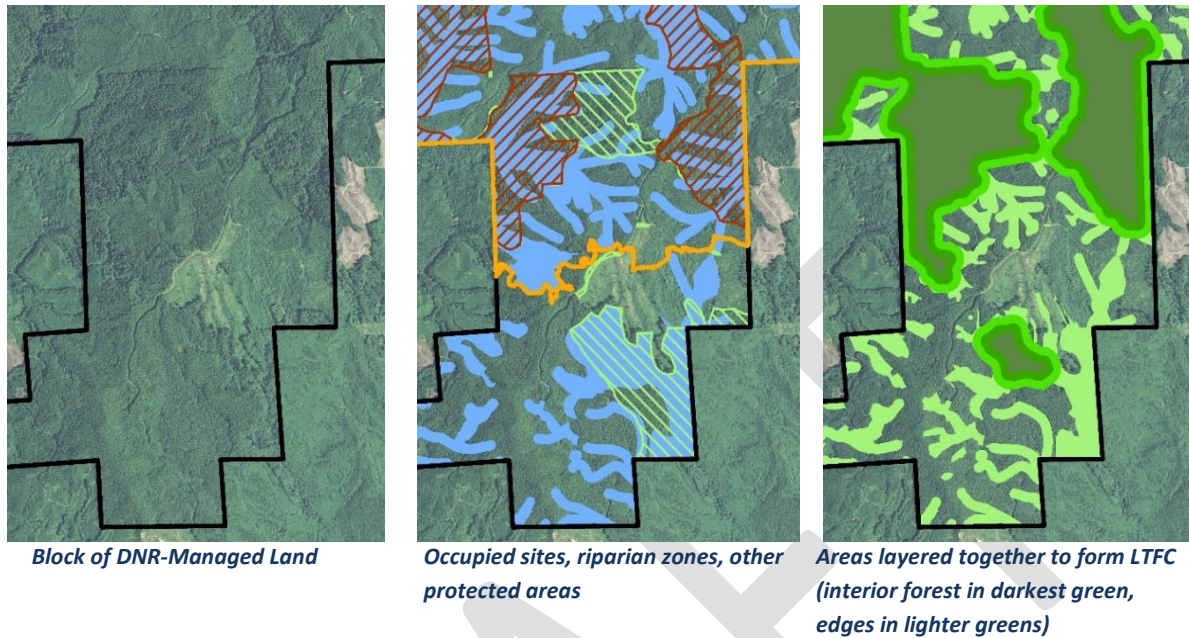 Block of DNR-Managed Land
Occupied sites, riparian zones, other
protected areas
Areas layered together to form LTFC
(interior forest in darkest green,
edges in lighter greens)